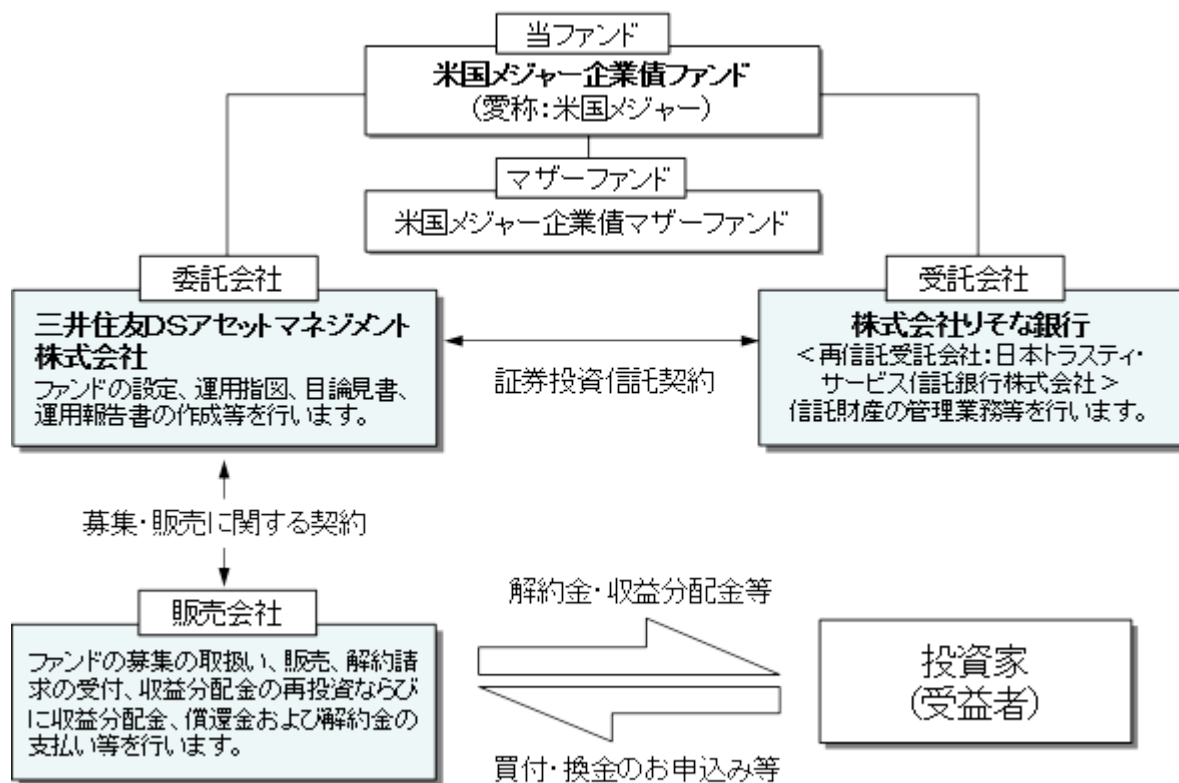 当ファンド
米国メジャー企業債ファンド
(愛称：米国メジャー)
マザーファンド
米国メジャー企業債マザーファンド
委託会社
三井住友DSアセットマネジメント
株式会社
ファンドの設定、運用指図、目論見書、
運用報告書の作成等を行います。
証券投資信託契約
受託会社
株式会社りそな銀行
＜再信託受託会社：日本トラスティ・
サービス信託銀行株式会社＞
信託財産の管理業務等を行います。
募集・販売に関する契約
販売会社
ファンドの募集の取扱い、販売、解約請
求の受付、収益分配金の再投資ならび
に収益分配金、償還金および解約金の
支払い等を行います。
解約金・収益分配金等
買付・換金のお申込み等
投資家
(受益者)